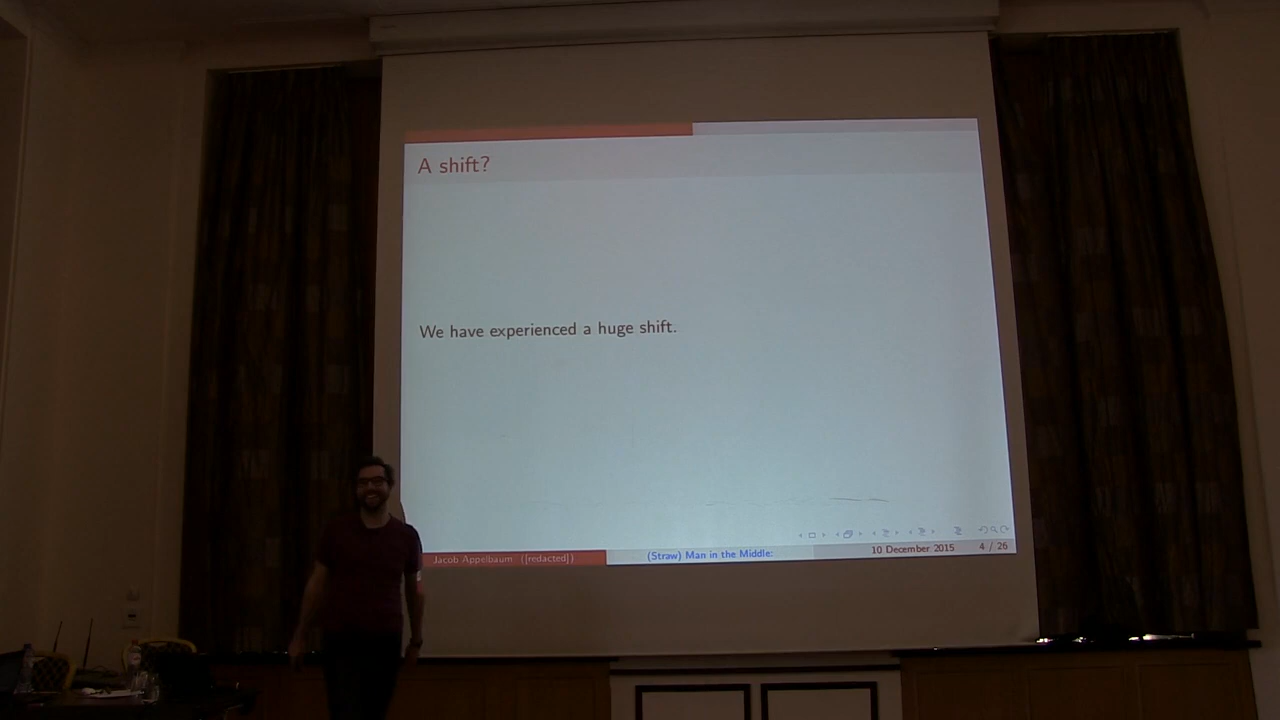 A shift?
We have experienced a huge shift.
Jacob Appelbaum ([redacted])
(Straw) Man in the Middle:
10 December 2015
4 / 26